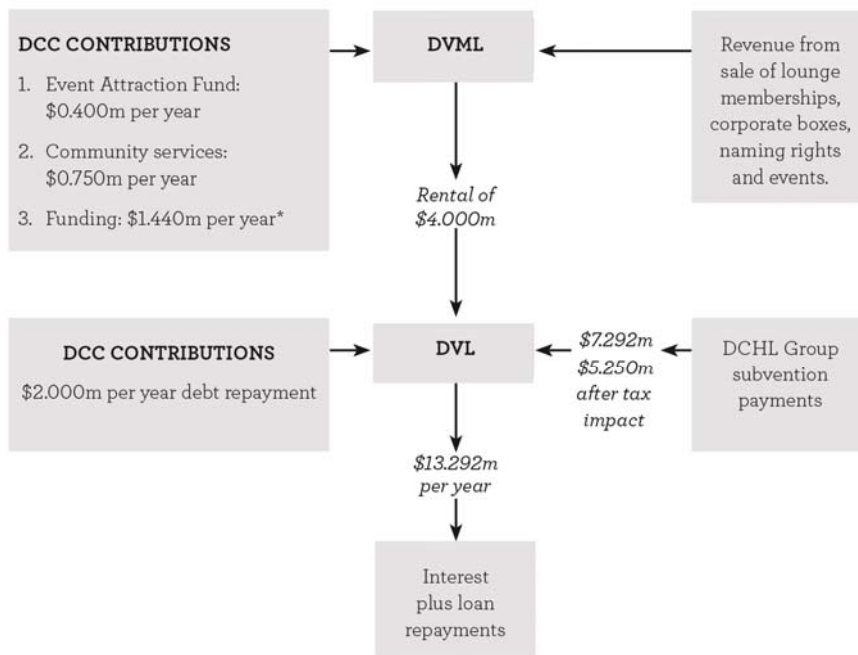 DCC CONTRIBUTIONS
1. Event Attraction Fund:
$0.400m per year
2. Community services:
$0.750m per year
3. Funding: $1.440m per year*
DVML
Revenue from
sale of lounge
memberships,
corporate boxes,
naming rights
and events.
Rental of
$4.000m
DCC CONTRIBUTIONS
$2.000m per year debt repayment
DVL
$7.292m
$5.250m
after tax
impact
DCHL Group
subvention
payments
$13.292m
per year
Interest
plus loan
repayments